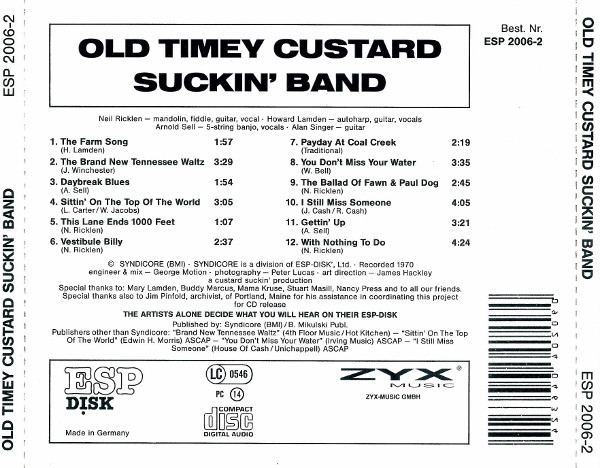 ESP 2006-2
OLD TIMEY CUSTARD SUCKIN' BAND
OLD TIMEY CUSTARD
SUCKIN' BAND
Best. Nr.
ESP 2006-2
Neil Ricklen – mandolin, fiddle, guitar, vocal · Howard Lamden – autoharp, guitar, vocals
Arnold Sell – 5-string banjo, vocals · Alan Singer – guitar
1. The Farm Song 1:57
(H. Lamden)
2. The Brand New Tennessee Waltz 3:29
(J. Winchester)
3. Daybreak Blues 1:54
(A. Sell)
4. Sittin' On The Top Of The World 3:05
(L. Carter/W. Jacobs)
5. This Lane Ends 1000 Feet 1:07
(N. Ricklen)
6. Vestibule Billy 2:37
(N. Ricklen)
7. Payday At Coal Creek 2:19
(Traditional)
8. You Don't Miss Your Water 3:35
(W. Bell)
9. The Ballad Of Fawn & Paul Dog 2:45
(N. Ricklen)
10. I Still Miss Someone 4:05
(J. Cash/R. Cash)
11. Gettin' Up 3:21
(A. Sell)
12. With Nothing To Do 4:24
(N. Ricklen)
© SYNDICORE (BMI) - SYNDICORE is a division of ESP-DISK', Ltd. · Recorded 1970
engineer & mix – George Motion · photography – Peter Lucas · art direction – James Hackley
a custard suckin' production
Special thanks to: Mary Lamden, Buddy Marcus, Mama Kruse, Stuart Masill, Nancy Press and to all our friends.
Special thanks also to Jim Pinfold, archivist, of Portland, Maine for his assistance in coordinating this project
for CD release
THE ARTISTS ALONE DECIDE WHAT YOU WILL HEAR ON THEIR ESP-DISK
Published by: Syndicore (BMI)/B. Mikulski Publ.
Publishers other than Syndicore: "Brand New Tennessee Waltz" (4th Floor Music/Hot Kitchen) – "Sittin' On The Top
Of The World" (Edwin H. Morris) ASCAP – "You Don't Miss Your Water" (Irving Music) ASCAP – "I Still Miss
Someone" (House Of Cash/Unichappell) ASCAP
ESP
DISK
Made in Germany
LC 0546
PC 14
COMPACT
disc
DIGITAL AUDIO
ZYX
MUSIC
®
ZYX-MUSIC GMBH
OLD TIMEY CUSTARD SUCKIN' BAND
ESP 2006-2